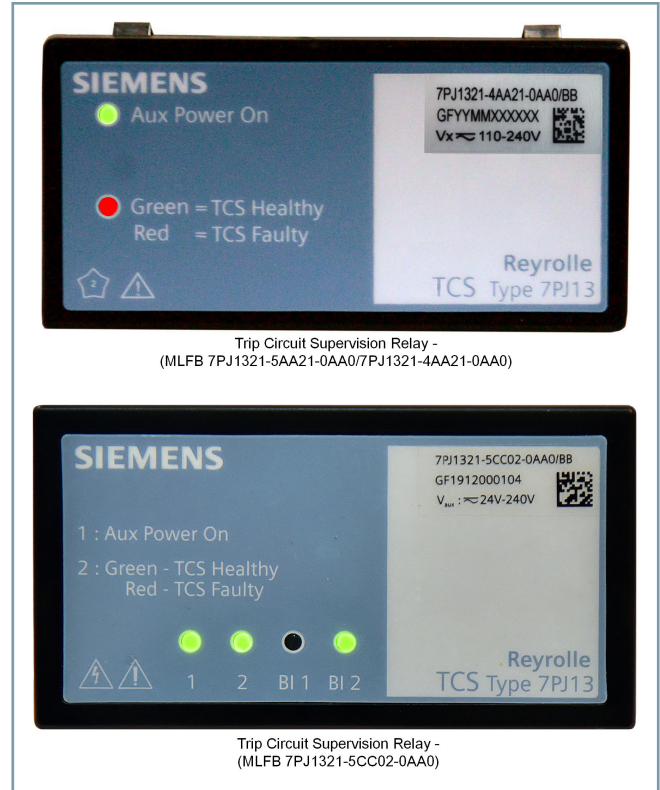 SIEMENS
Aux Power On
Green = TCS Healthy
Red = TCS Faulty
2
7PJ1321-4AA21-0AA0/BB
GFYYMMXXXXXX
Vx 110-240V
Reyrolle
TCS Type 7PJ13
Trip Circuit Supervision Relay -
(MLFB 7PJ1321-5AA21-0AA0/7PJ1321-4AA21-0AA0)
SIEMENS
1 : Aux Power On
2 : Green - TCS Healthy
Red - TCS Faulty
1 2 BI 1 BI 2
7PJ1321-5CC02-0AA0/BB
GF1912000104
Vaux : 24V-240V
Reyrolle
TCS Type 7PJ13
Trip Circuit Supervision Relay -
(MLFB 7PJ1321-5CC02-0AA0)